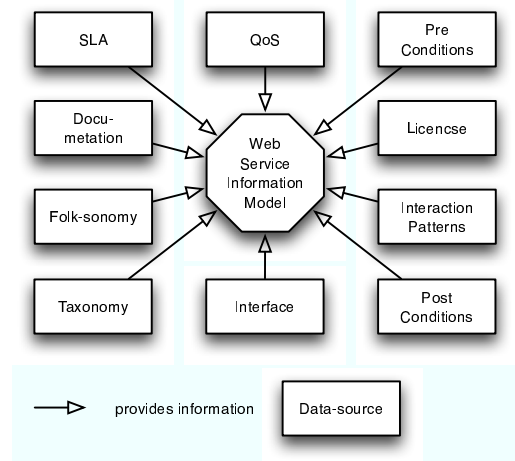 SLA
QoS
Pre
Conditions
Docu-
metation
Web
Service
Information
Model
Licencse
Folk-sonomy
Interaction
Patterns
Taxonomy
Interface
Post
Conditions
provides information
Data-source